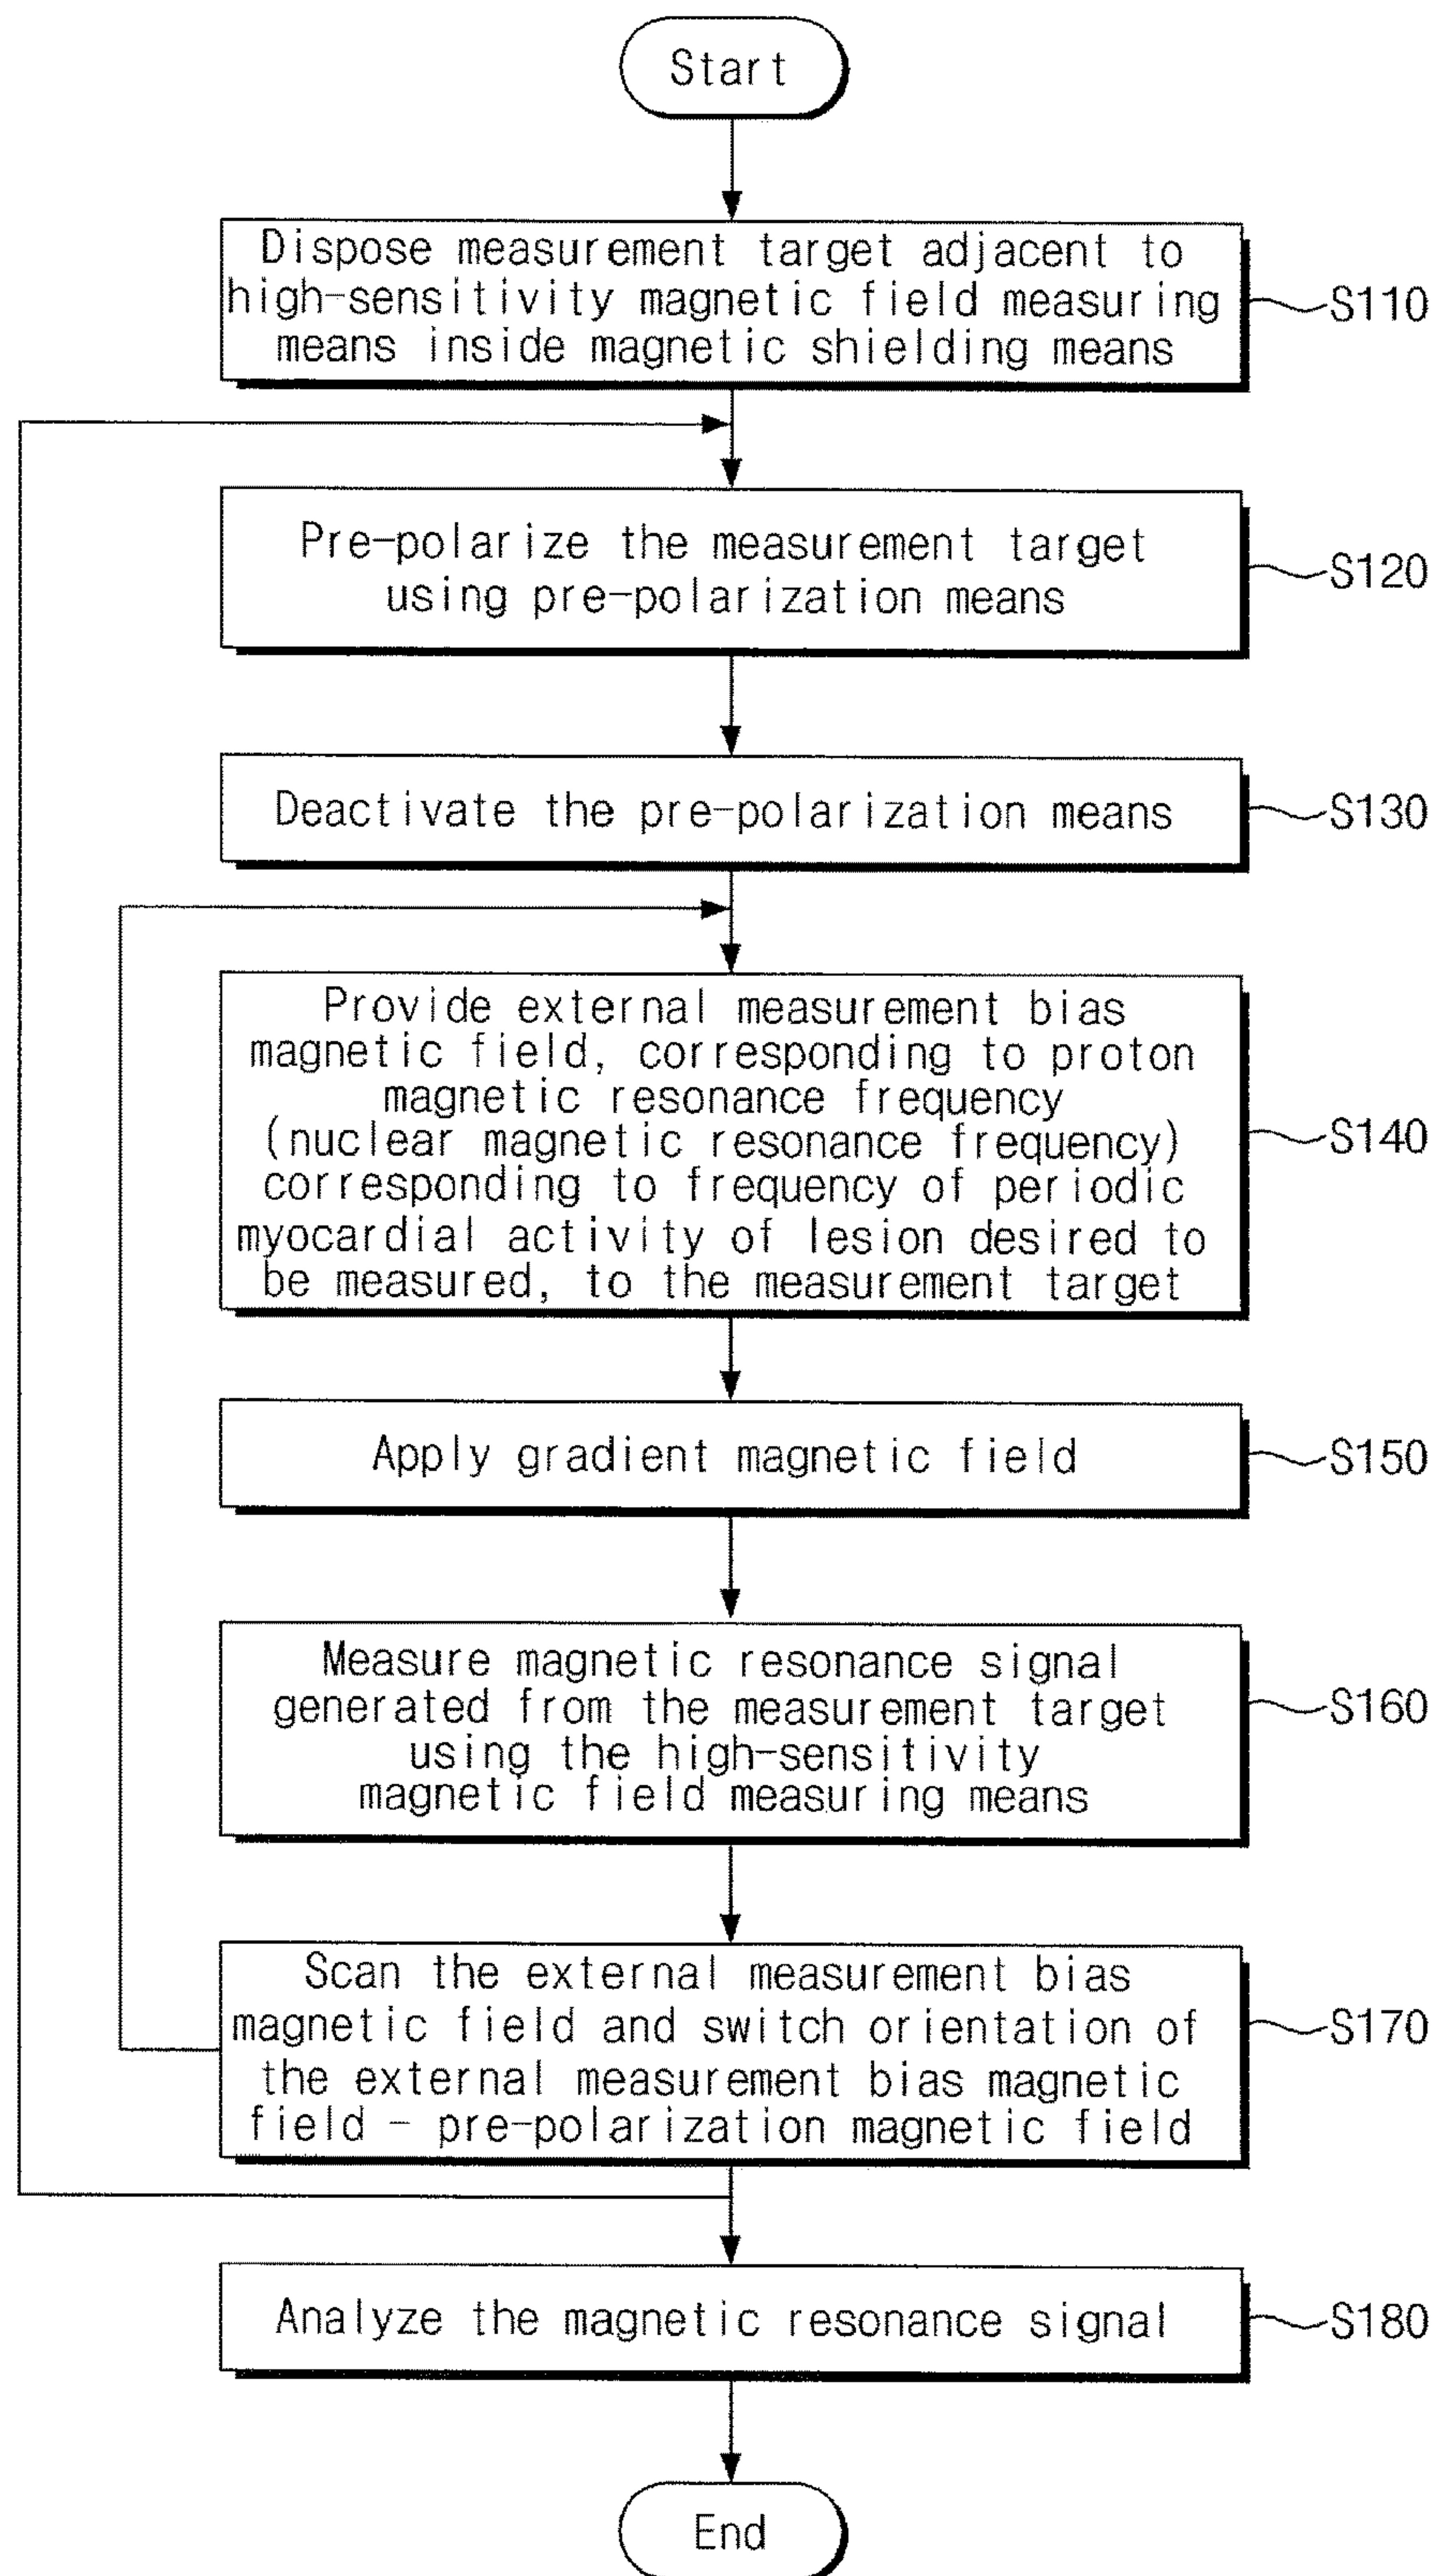 Start
Dispose measurement target adjacent to
high-sensitivity magnetic field measuring
means inside magnetic shielding means
S110
Pre-polarize the measurement target
using pre-polarization means
S120
Deactivate the pre-polarization means
S130
Provide external measurement bias
magnetic field, corresponding to proton
magnetic resonance frequency
(nuclear magnetic resonance frequency)
corresponding to frequency of periodic
myocardial activity of lesion desired to
be measured, to the measurement target
S140
Apply gradient magnetic field
S150
Measure magnetic resonance signal
generated from the measurement target
using the high-sensitivity
magnetic field measuring means
S160
Scan the external measurement bias
magnetic field and switch orientation of
the external measurement bias magnetic
field - pre-polarization magnetic field
S170
Analyze the magnetic resonance signal
S180
End